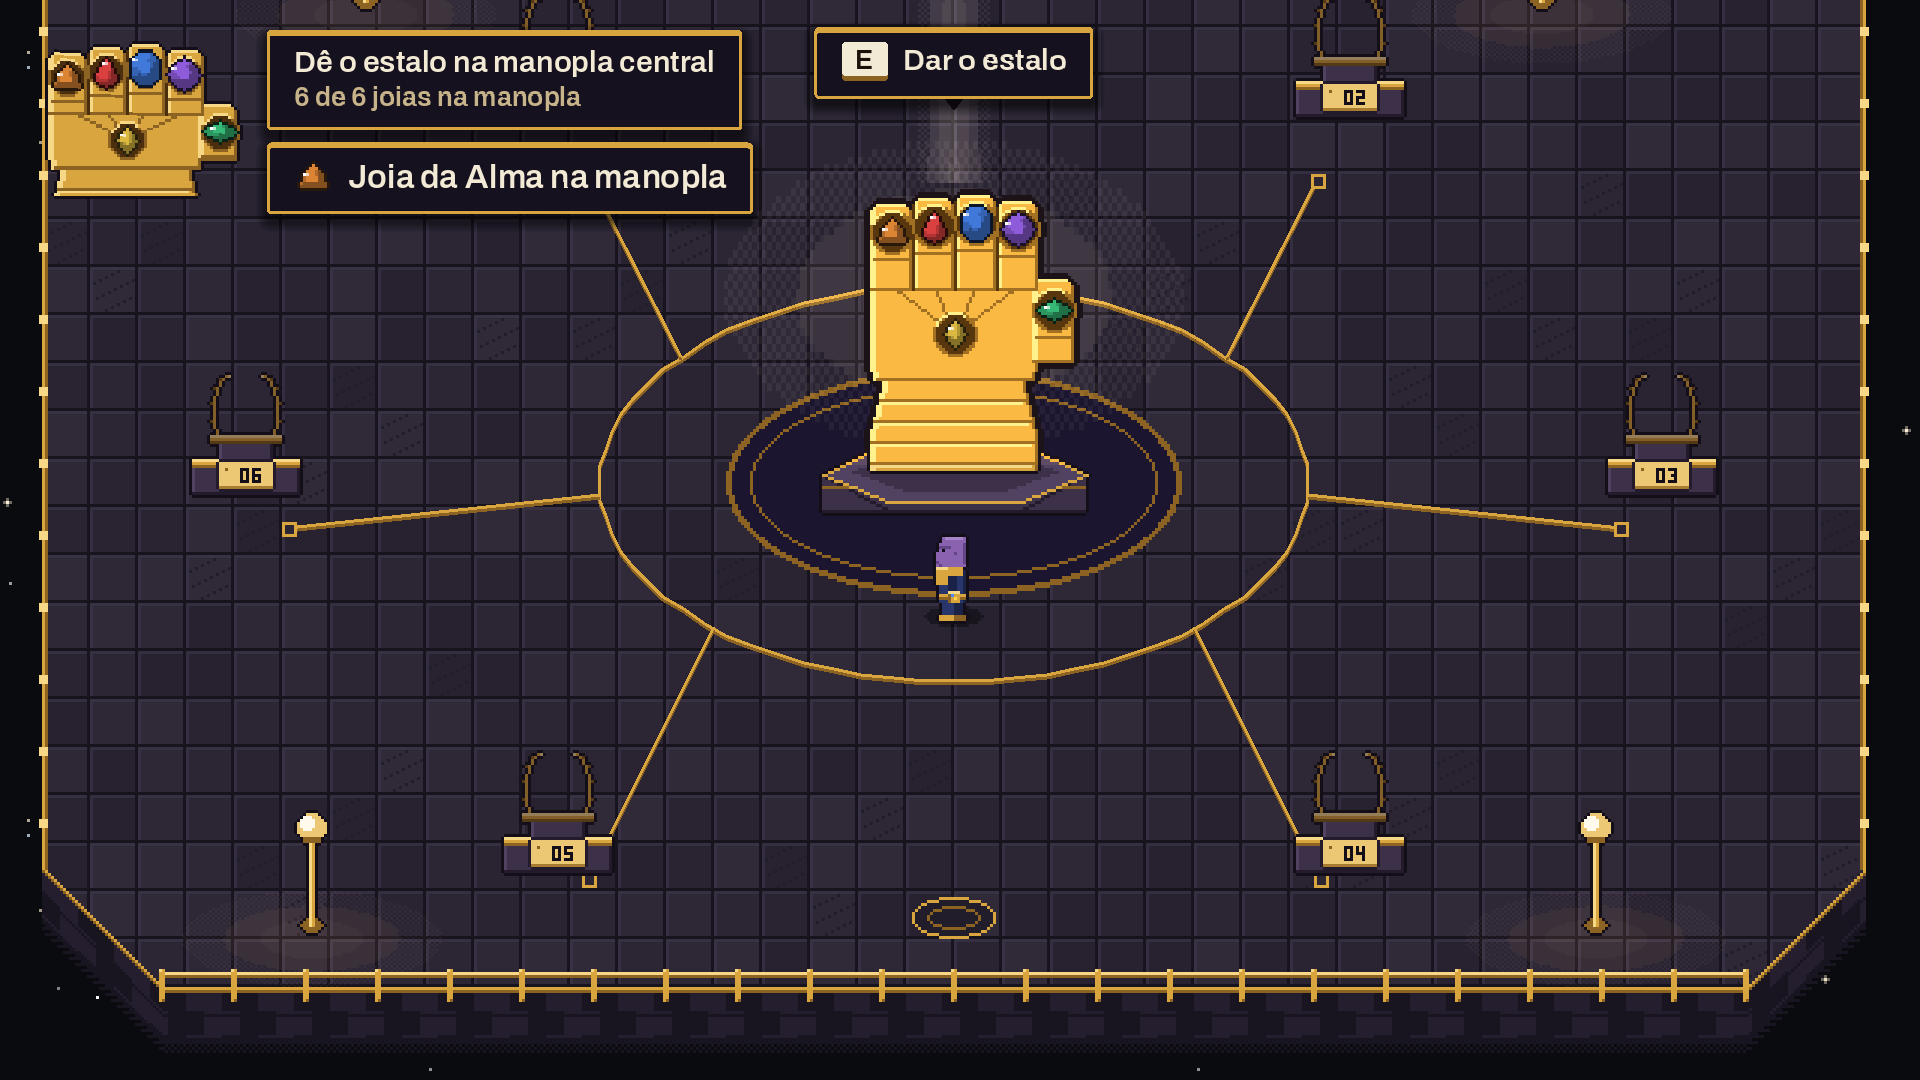 Dê o estalo na manopla central
6 de 6 joias na manopla
Joia da Alma na manopla
E Dar o estalo
02
06
03
05
04